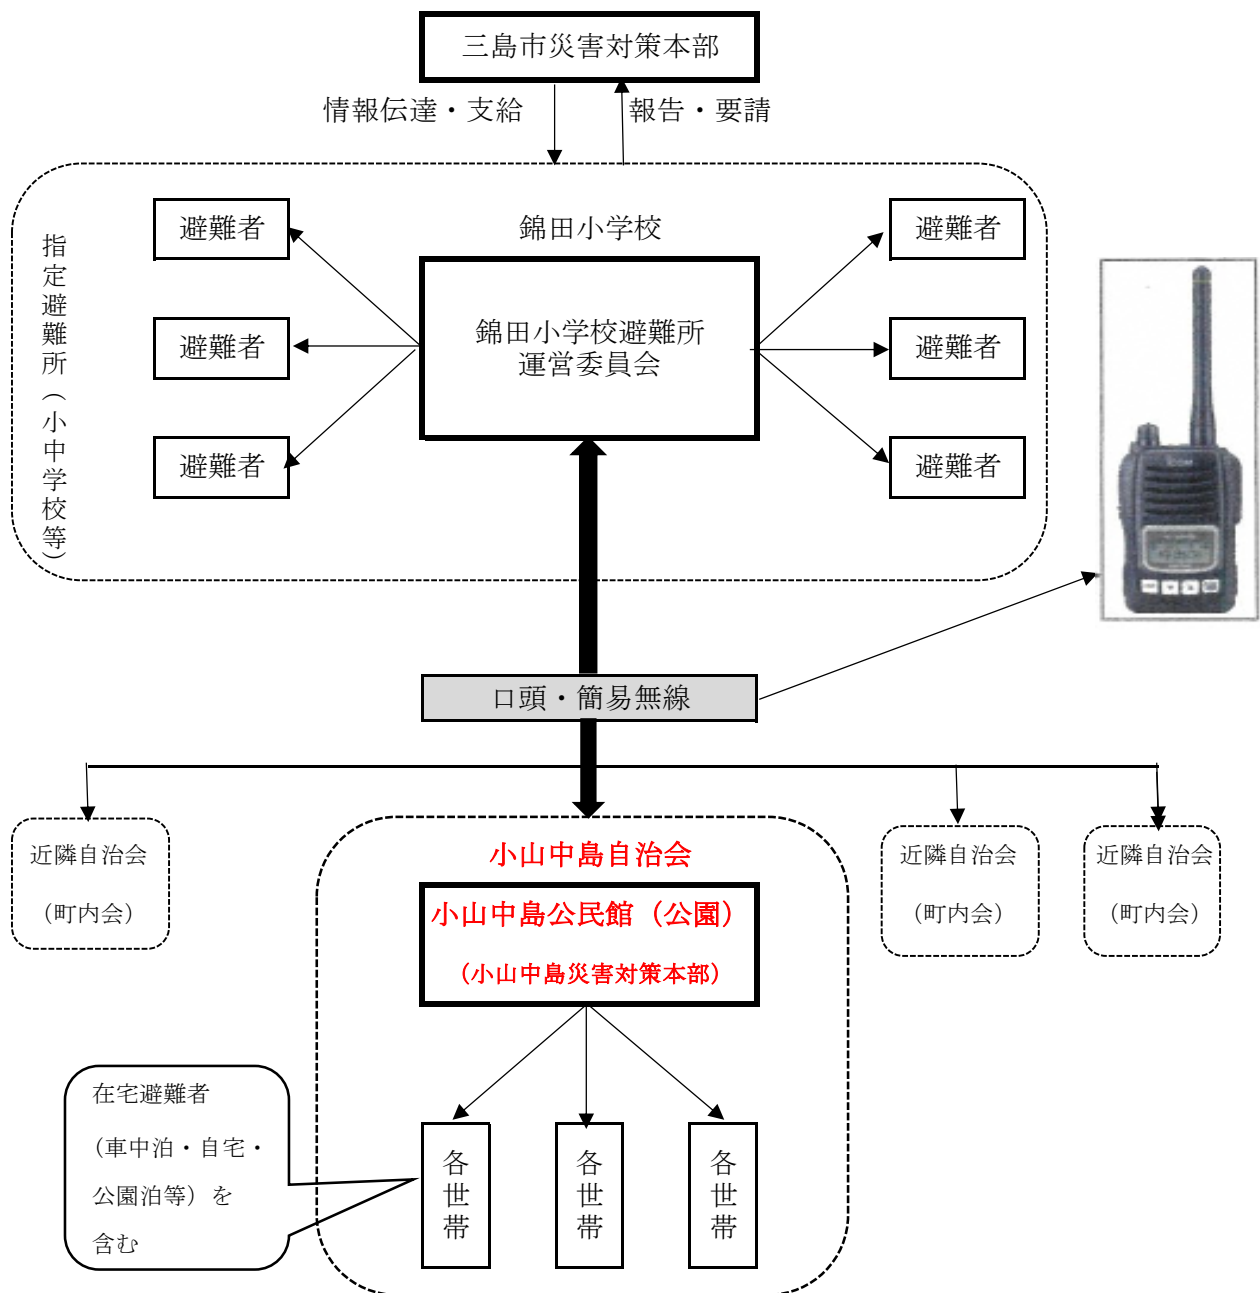 三島市災害対策本部
情報伝達・支給
報告・要請
指定避難所(小中学校等)
錦田小学校
避難者
避難者
避難者
錦田小学校避難所
運営委員会
避難者
避難者
避難者
ICOM
口頭・簡易無線
近隣自治会
(町内会)
小山中島自治会
小山中島公民館(公園)
(小山中島災害対策本部)
近隣自治会
(町内会)
近隣自治会
(町内会)
在宅避難者
(車中泊・自宅・
公園泊等)を
含む
各世帯
各世帯
各世帯